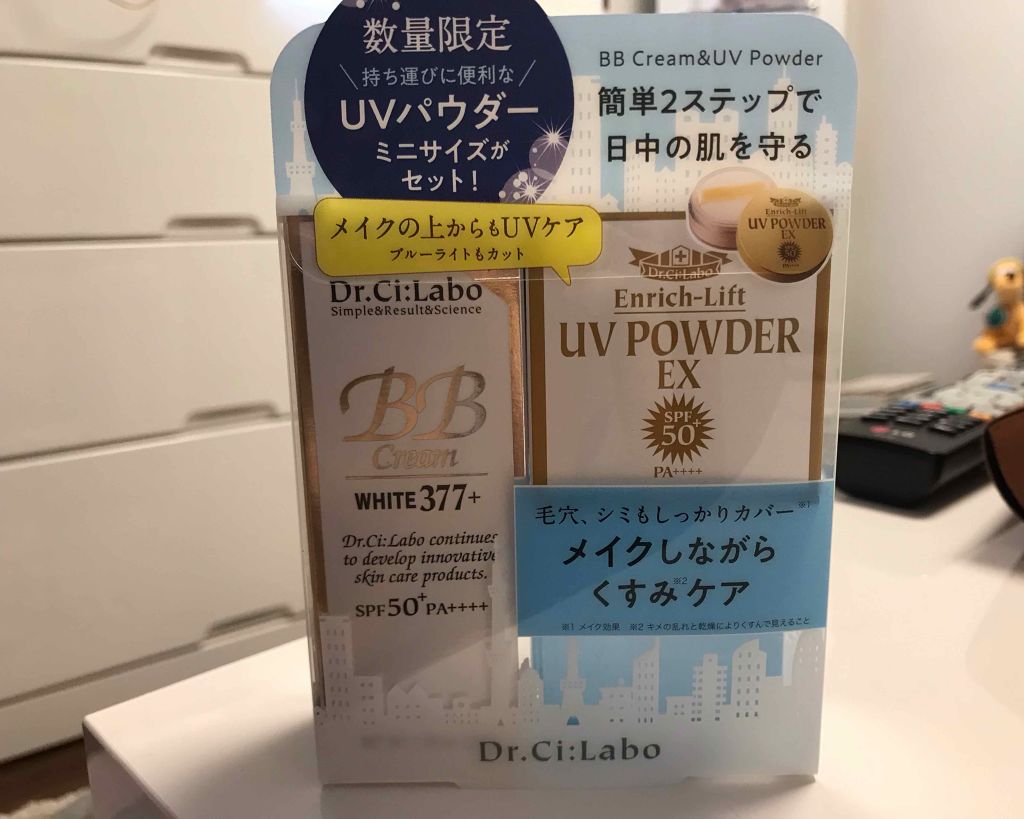 数量限定
持ち運びに便利な
UVパウダー
ミニサイズが
セット!
BB Cream&UV Powder
簡単2ステップで
日中の肌を守る
メイクの上からもUVケア
ブルーライトもカット
Enrich-Lift
UV POWDER
EX
SPF
50+
PA++++
Dr.Ci:Labo
Simple&Result&Science
BB
Cream
WHITE 377+
Dr.Ci:Labo continues
to develop innovative
skin care products.
SPF50+PA++++
Dr.Ci:Labo
Enrich-Lift
UV POWDER
EX
SPF
50+
PA++++
毛穴、シミもしっかりカバー※1
メイクしながら
くすみ※2ケア
※1 メイク効果 ※2 キメの乱れと乾燥によりくすんで見えること
Dr.Ci:Labo